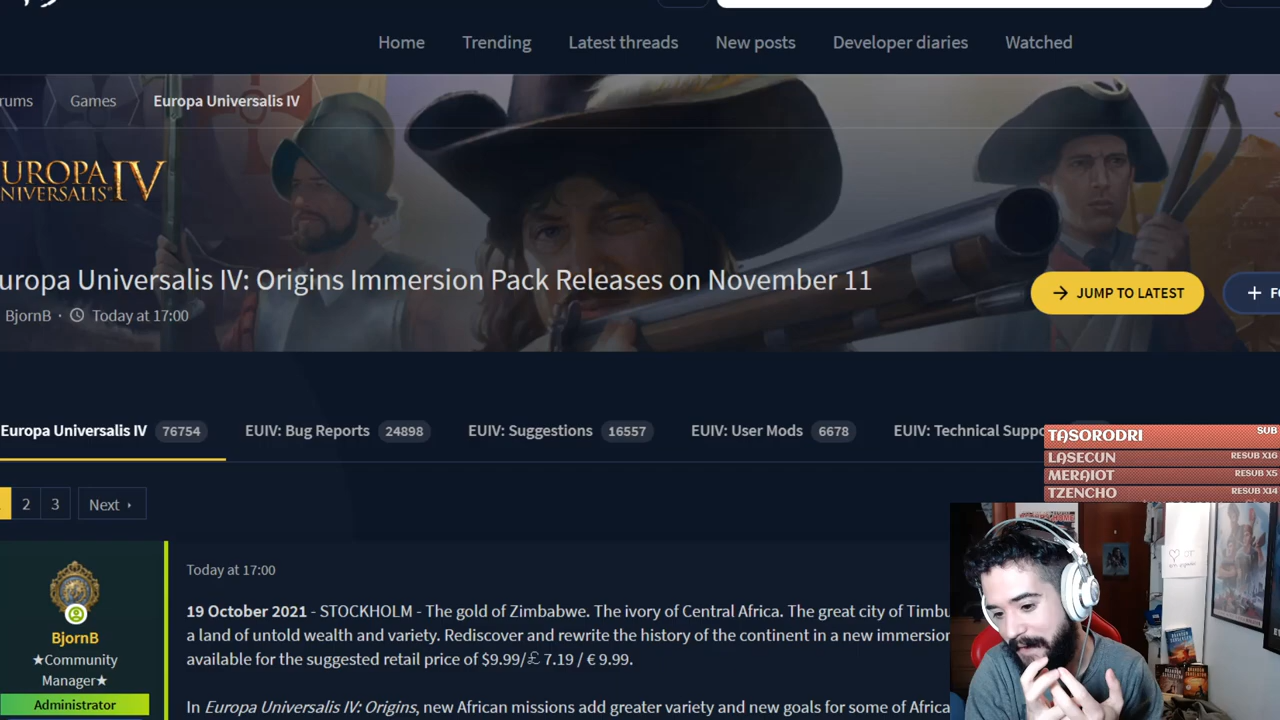 Home Trending Latest threads New posts Developer diaries Watched
rums Games Europa Universalis IV
UROPA
NIVERSALIS IV
uropa Universalis IV: Origins Immersion Pack Releases on November 11
BjornB · Today at 17:00
JUMP TO LATEST
Europa Universalis IV 76754 EUIV: Bug Reports 24898 EUIV: Suggestions 16557 EUIV: User Mods 6678 EUIV: Technical Suppo
TASORODRI SUB
LASECUN RESUB X16
MERAIOT RESUB X5
TZENCHO RESUB X14
2 3 Next
Today at 17:00
BjornB
★Community
Manager★
Administrator
19 October 2021 - STOCKHOLM - The gold of Zimbabwe. The ivory of Central Africa. The great city of Timbu
a land of untold wealth and variety. Rediscover and rewrite the history of the continent in a new immersion
available for the suggested retail price of $9.99/£ 7.19 / € 9.99.
In Europa Universalis IV: Origins, new African missions add greater variety and new goals for some of Africa